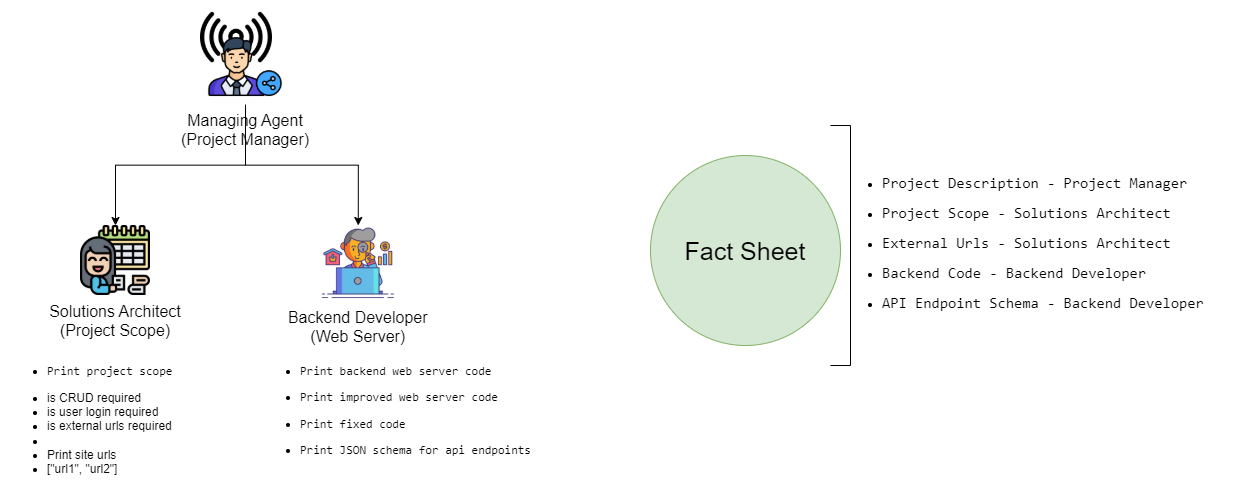 Managing Agent
(Project Manager)
Solutions Architect
(Project Scope)
Print project scope
is CRUD required
is user login required
is external urls required
Print site urls
["url1", "url2"]
Backend Developer
(Web Server)
Print backend web server code
Print improved web server code
Print fixed code
Print JSON schema for api endpoints
Fact Sheet
Project Description - Project Manager
Project Scope - Solutions Architect
External Urls - Solutions Architect
Backend Code - Backend Developer
API Endpoint Schema - Backend Developer